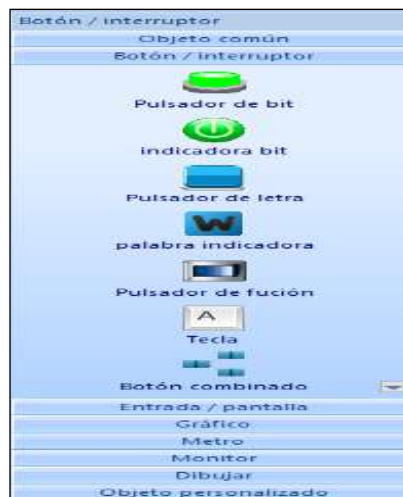 Botón / interruptor
Objeto común
Botón / interruptor
Pulsador de bit
indicadora bit
Pulsador de letra
W
palabra indicadora
Pulsador de fución
A
Tecla
Botón combinado
Entrada / pantalla
Gráfico
Metro
Monitor
Dibujar
Objeto personalizado